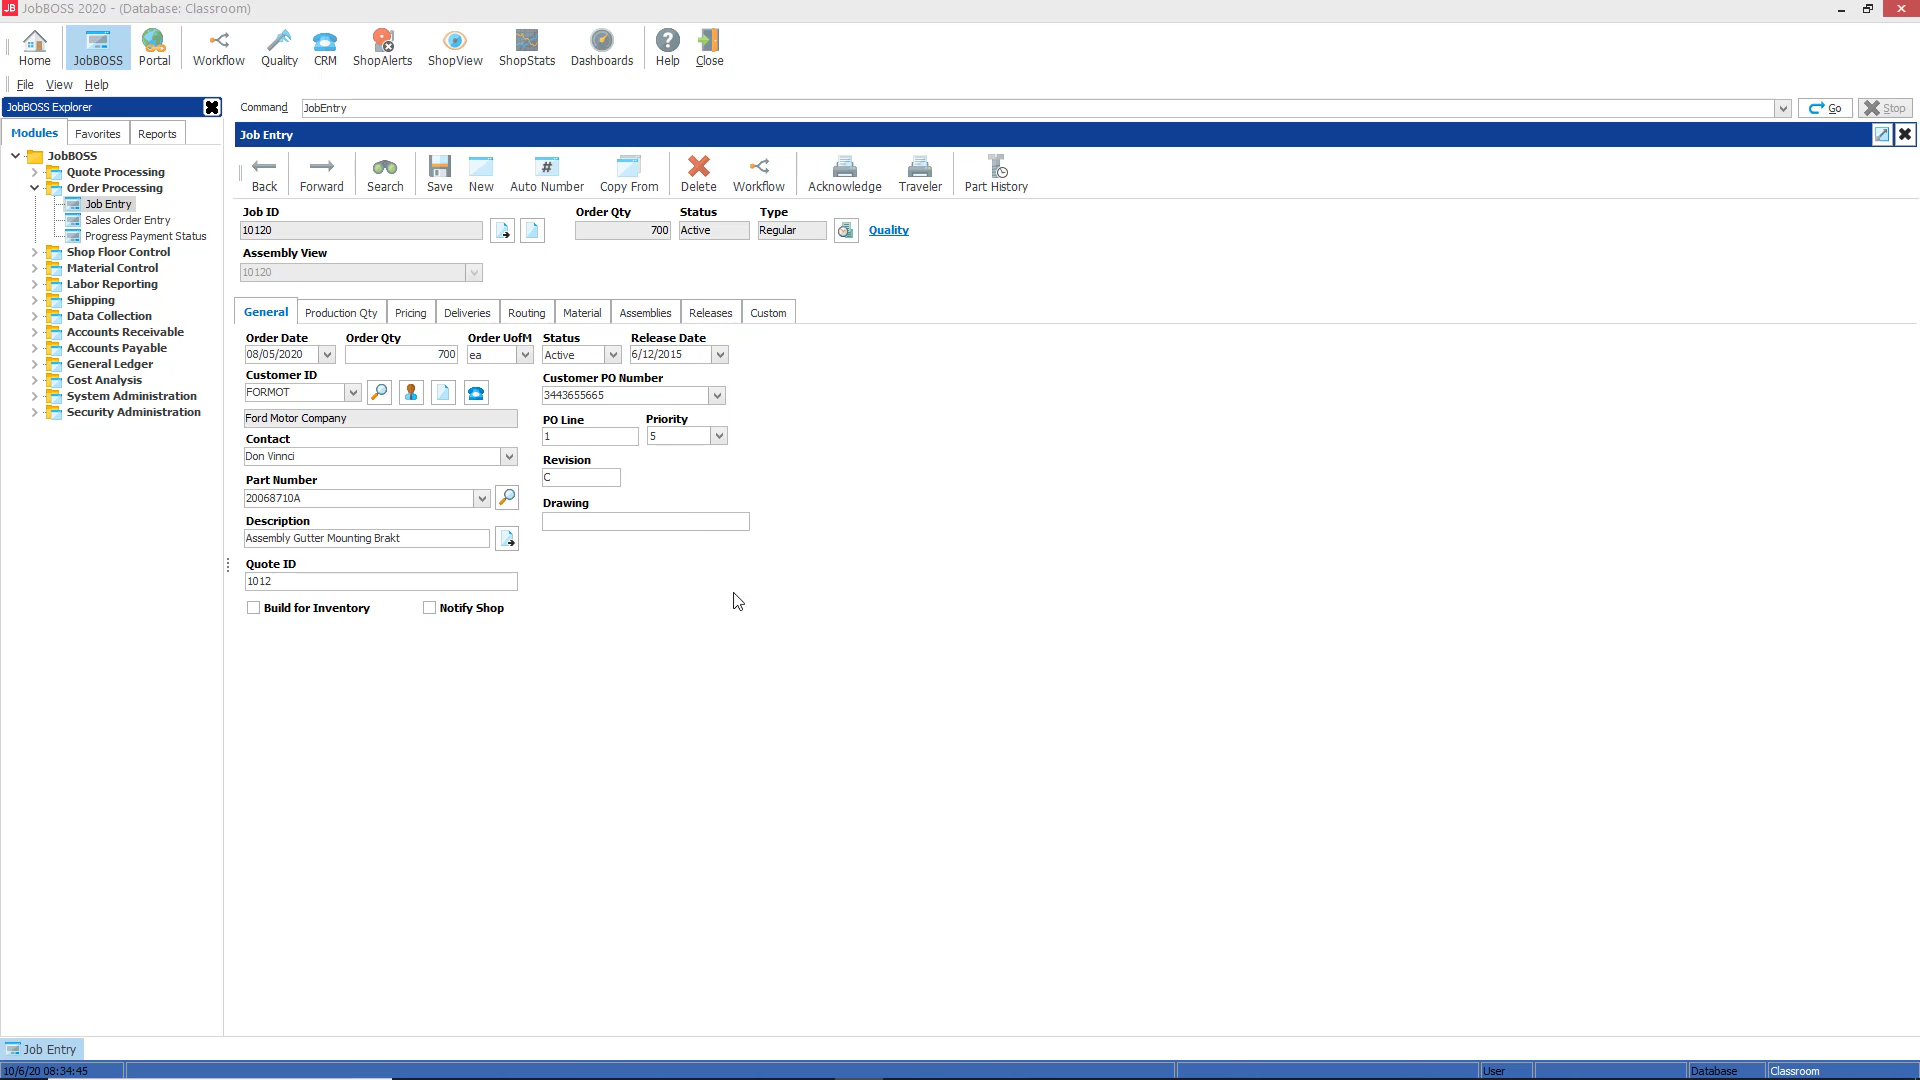 JB JobBOSS 2020 - (Database: Classroom)
Home JobBOSS Portal Workflow Quality CRM ShopAlerts ShopView ShopStats Dashboards Help Close
File View Help
JobBOSS Explorer
Command JobEntry Go Stop
Modules Favorites Reports
Job Entry
JobBOSS
Quote Processing
Order Processing
Job Entry
Sales Order Entry
Progress Payment Status
Shop Floor Control
Material Control
Labor Reporting
Shipping
Data Collection
Accounts Receivable
Accounts Payable
General Ledger
Cost Analysis
System Administration
Security Administration
Back Forward Search Save New Auto Number Copy From Delete Workflow Acknowledge Traveler Part History
Job ID Order Qty Status Type
10120 700 Active Regular Quality
Assembly View
10120
General Production Qty Pricing Deliveries Routing Material Assemblies Releases Custom
Order Date Order Qty Order UofM Status Release Date
08/05/2020 700 ea Active 6/12/2015
Customer ID Customer PO Number
FORMOT 3443655665
Ford Motor Company
PO Line Priority
Contact
1 5
Don Vinnci
Revision
Part Number C
20068710A
Drawing
Description
Assembly Gutter Mounting Brakt
Quote ID
1012
Build for Inventory Notify Shop
Job Entry
10/6/20 08:34:45 User Database Classroom